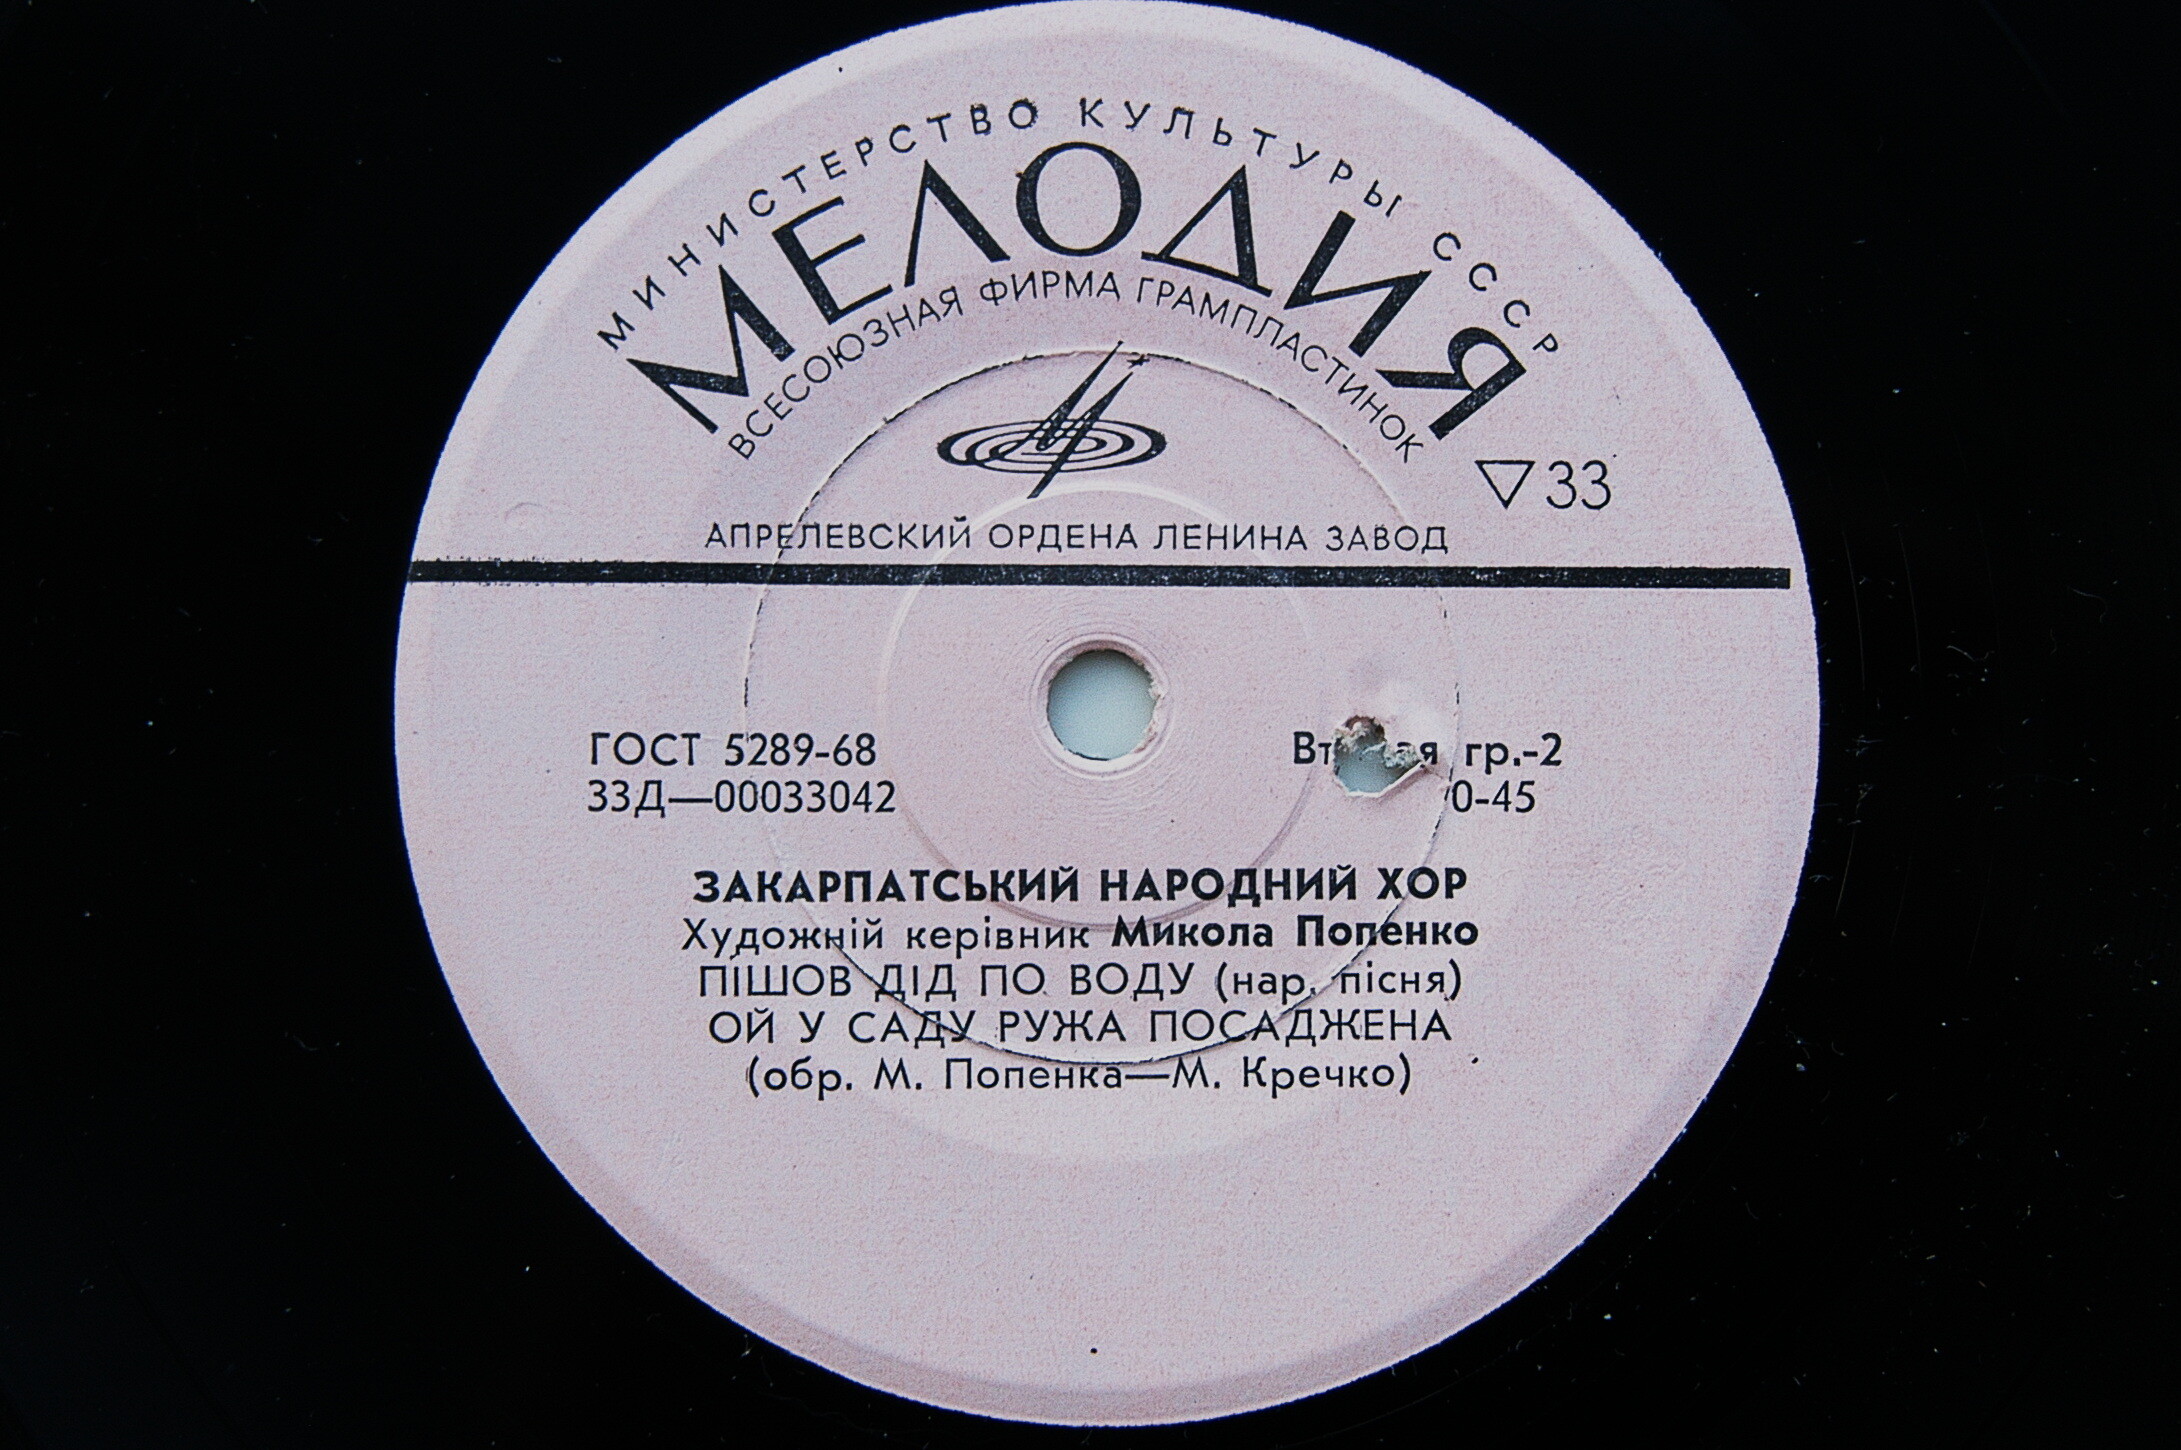 МИНИСТЕРСТВО КУЛЬТУРЫ СССР
МЕЛОДИЯ
ВСЕСОЮЗНАЯ ФИРМА ГРАМПЛАСТИНОК
33
АПРЕЛЕВСКИЙ ОРДЕНА ЛЕНИНА ЗАВОД
ГОСТ 5289-68
гр.-2
33Д—00033042
0-45
ЗАКАРПАТСЬКИЙ НАРОДНИЙ ХОР
Художній керівник Микола Попенко
ПІШОВ ДІД ПО ВОДУ (нар. пісня)
ОЙ У САДУ РУЖА ПОСАДЖЕНА
(обр. М. Попенка—М. Кречко)